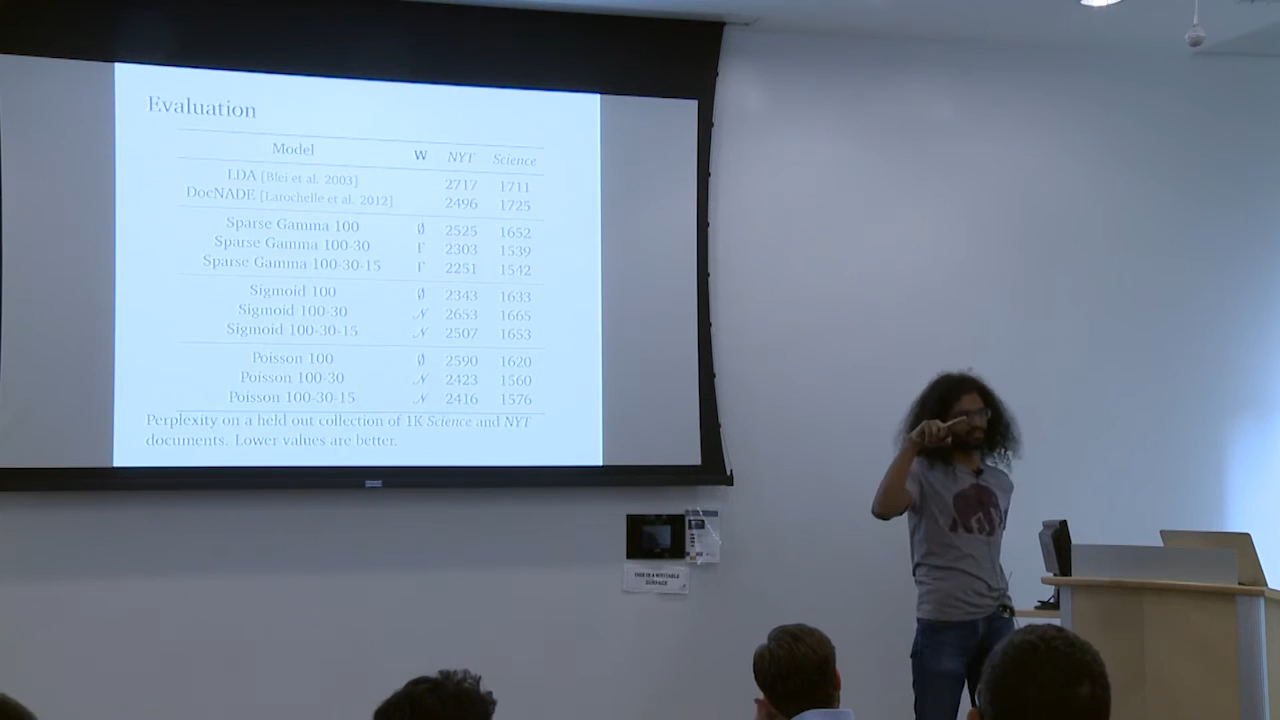 Evaluation
Model W NYT Science
LDA [Blei et al. 2003] 2717 1711
DocNADE [Larochelle et al. 2012] 2496 1725
Sparse Gamma 100 ∅ 2525 1652
Sparse Gamma 100-30 Γ 2303 1539
Sparse Gamma 100-30-15 Γ 2251 1542
Sigmoid 100 ∅ 2343 1633
Sigmoid 100-30 𝒩 2653 1665
Sigmoid 100-30-15 𝒩 2507 1653
Poisson 100 ∅ 2590 1620
Poisson 100-30 𝒩 2423 1560
Poisson 100-30-15 𝒩 2416 1576
Perplexity on a held out collection of 1K Science and NYT
documents. Lower values are better.
THIS IS A WRITABLE
SURFACE